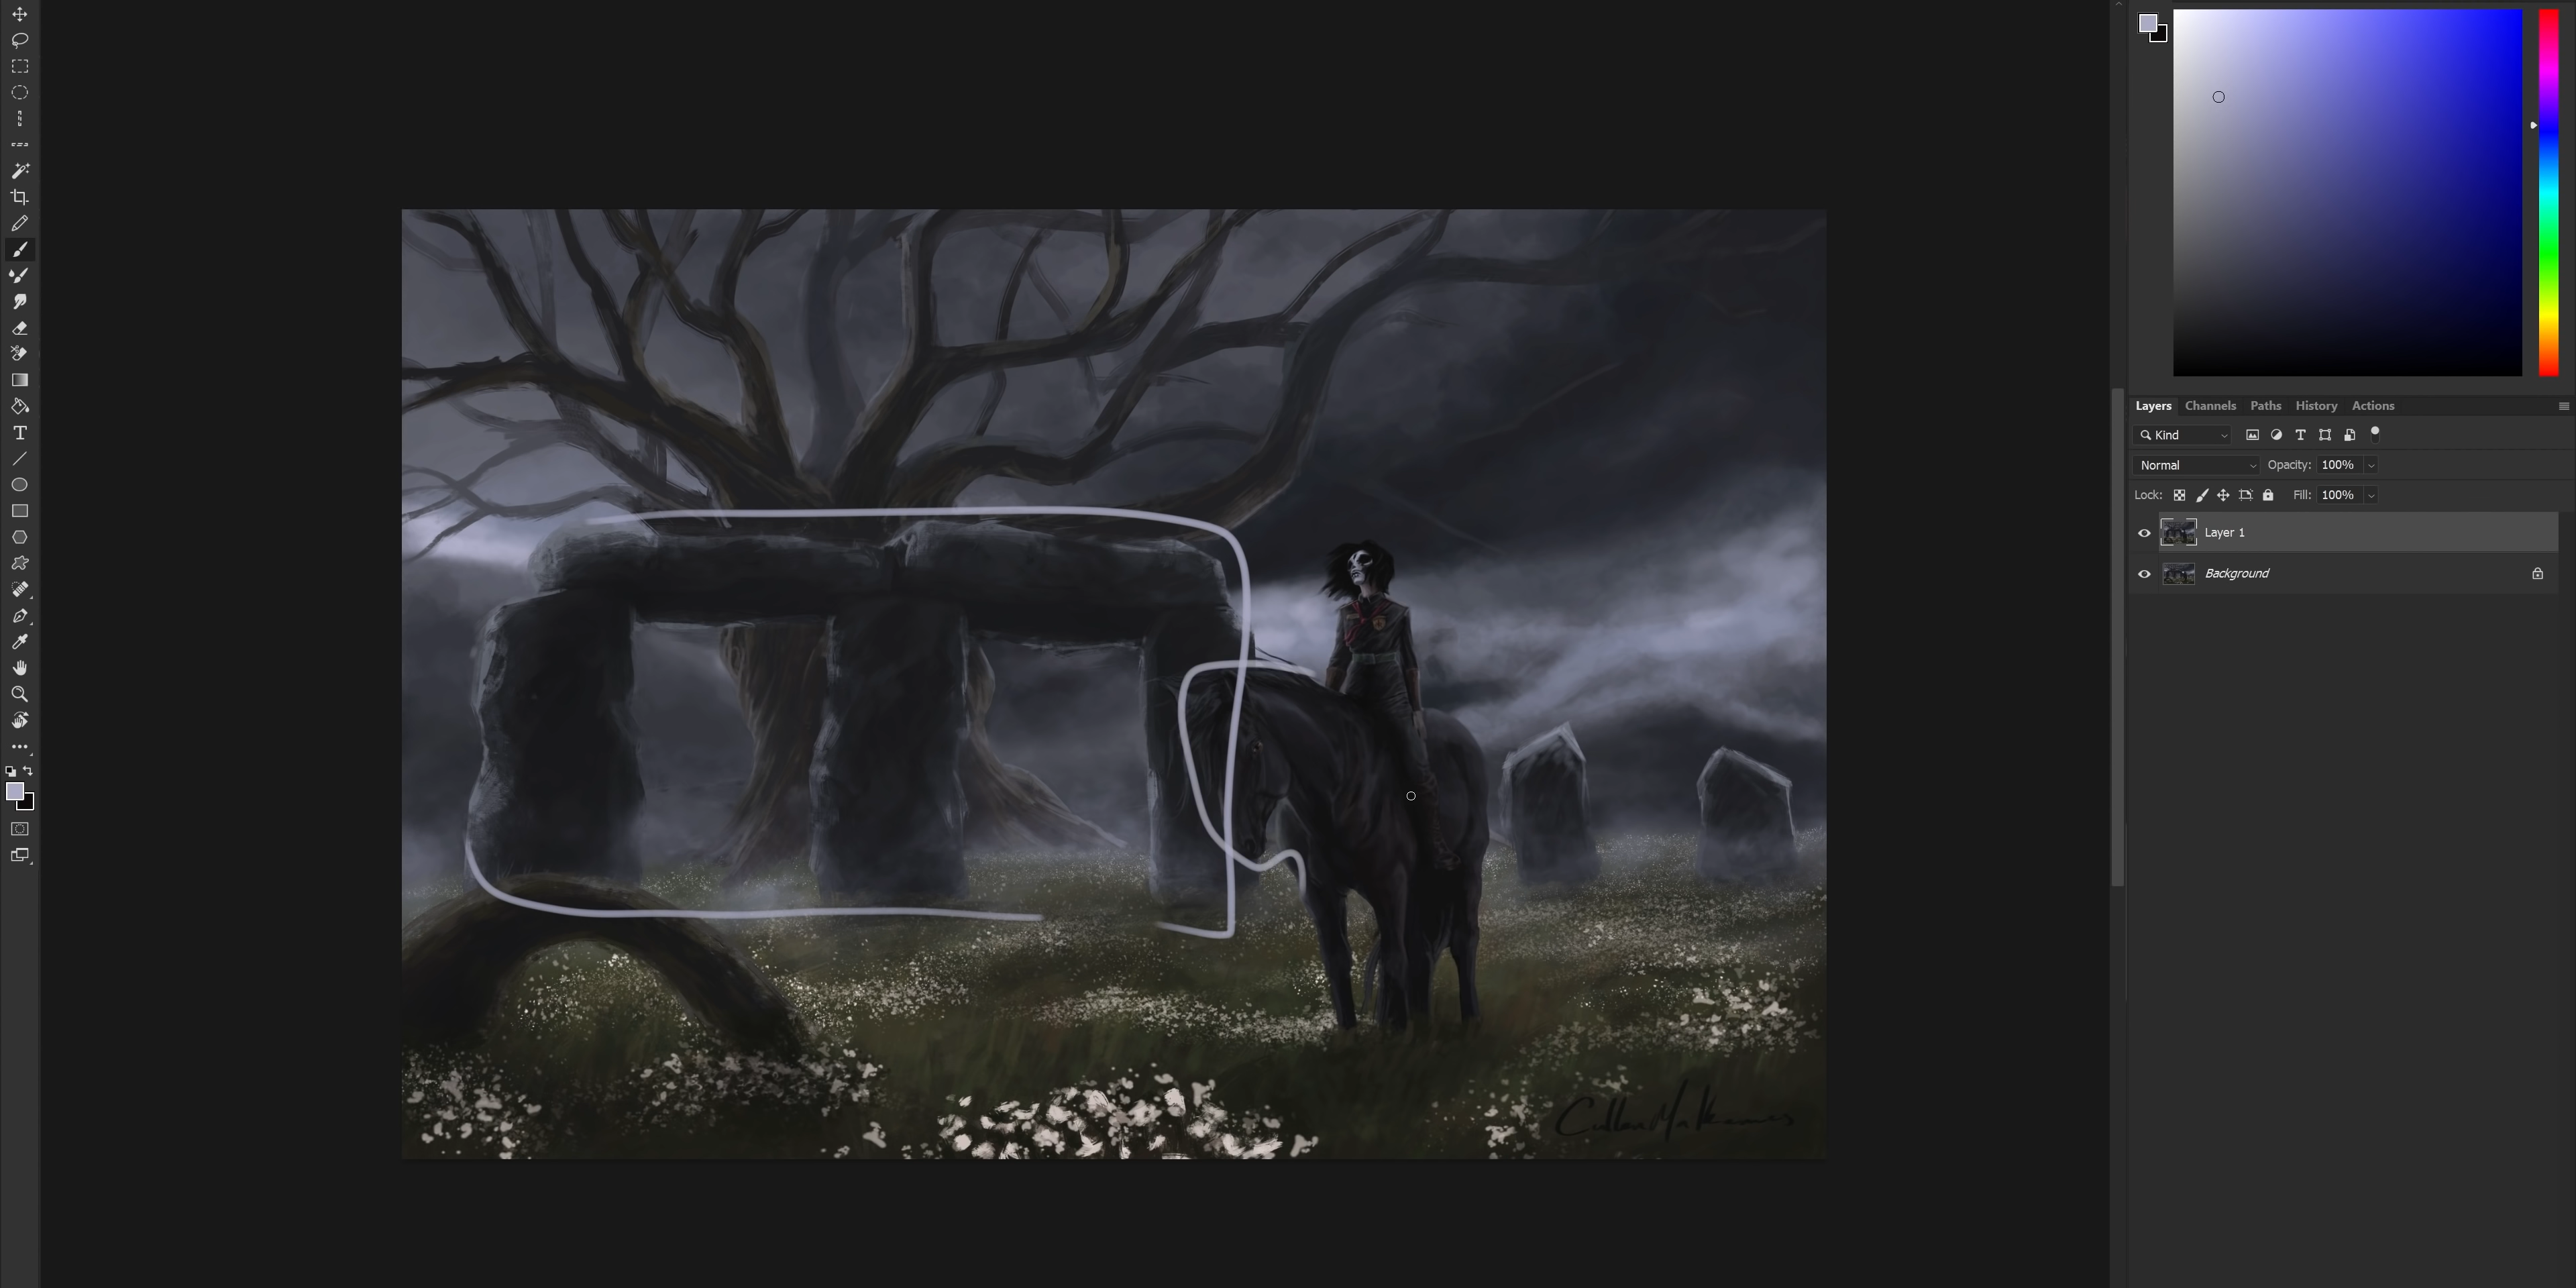 Layers Channels Paths History Actions
Kind
Normal Opacity: 100%
Lock: Fill: 100%
Layer 1
Background